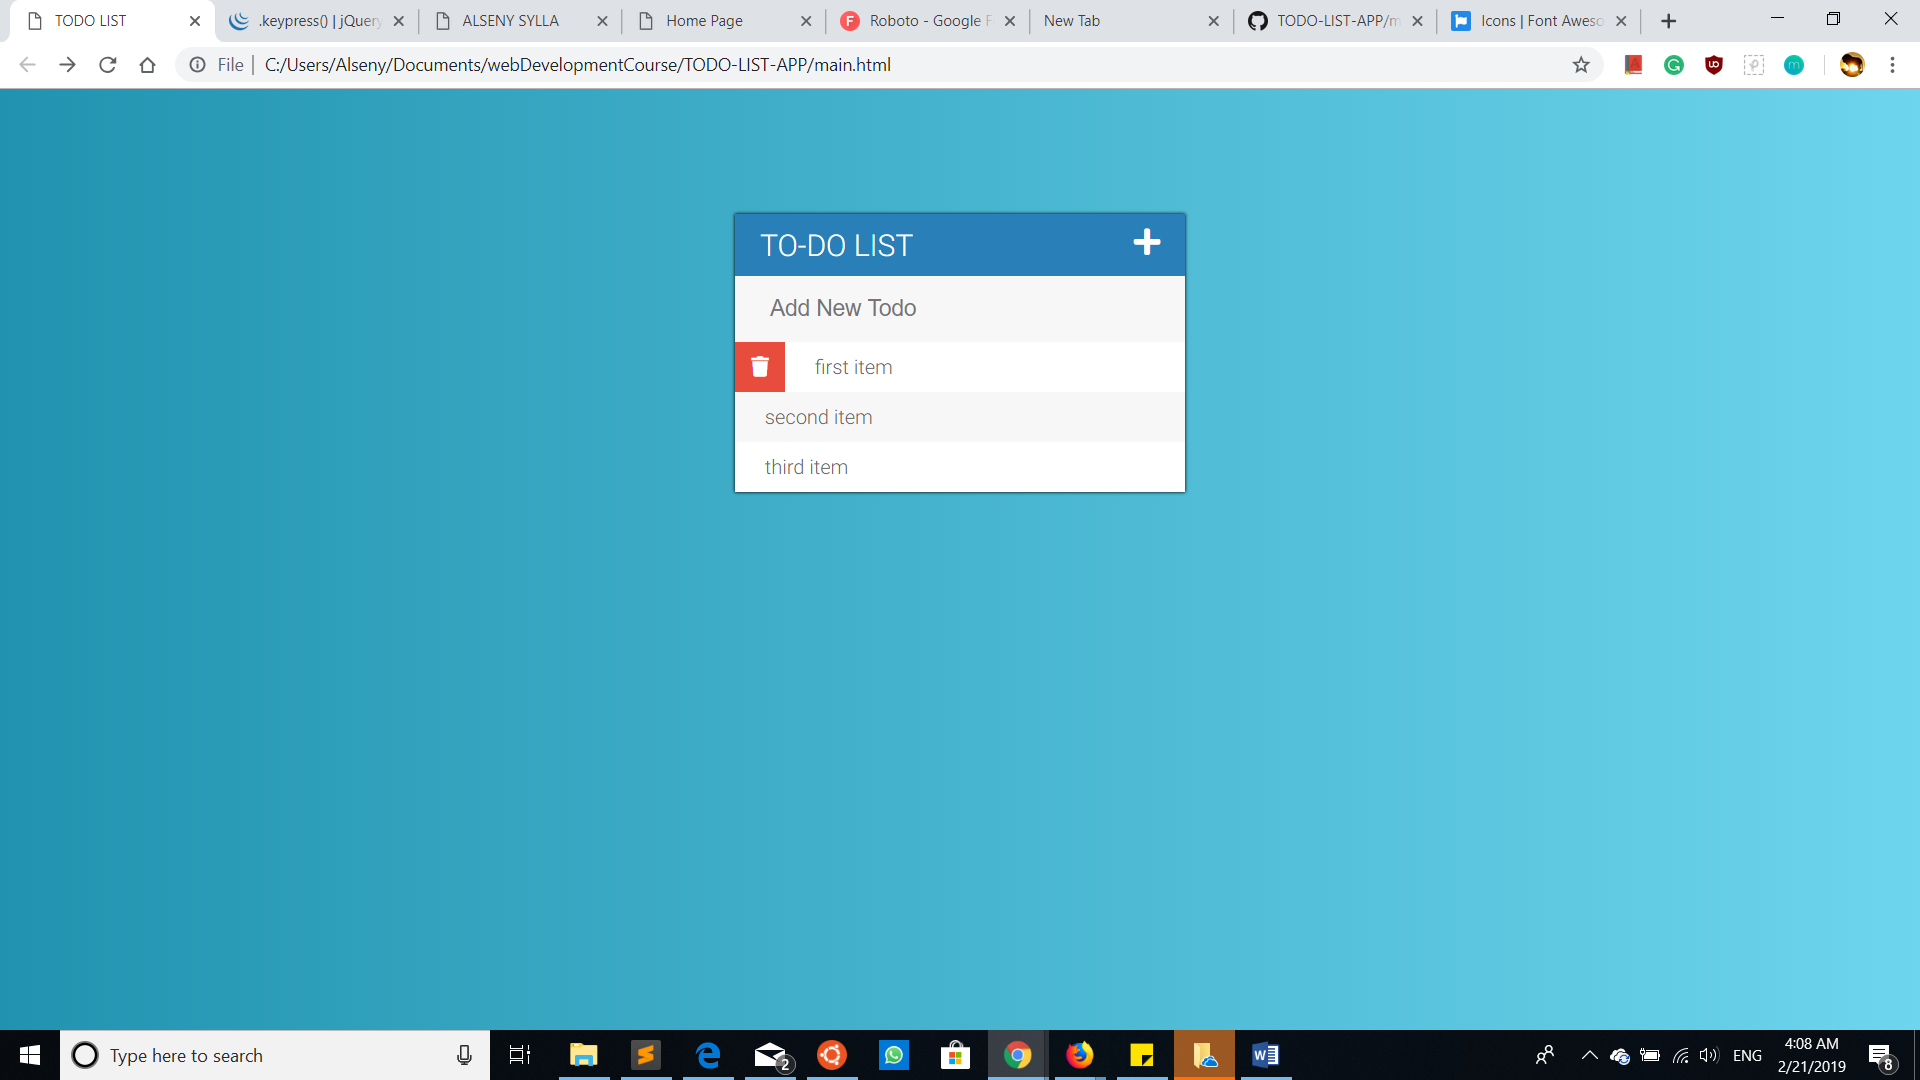 TODO LIST
.keypress() | jQuery
ALSENY SYLLA
Home Page
Roboto - Google F
New Tab
TODO-LIST-APP/m
Icons | Font Aweso
File
C:/Users/Alseny/Documents/webDevelopmentCourse/TODO-LIST-APP/main.html
TO-DO LIST
Add New Todo
first item
second item
third item
Type here to search
2
W
ENG
4:08 AM
2/21/2019
8